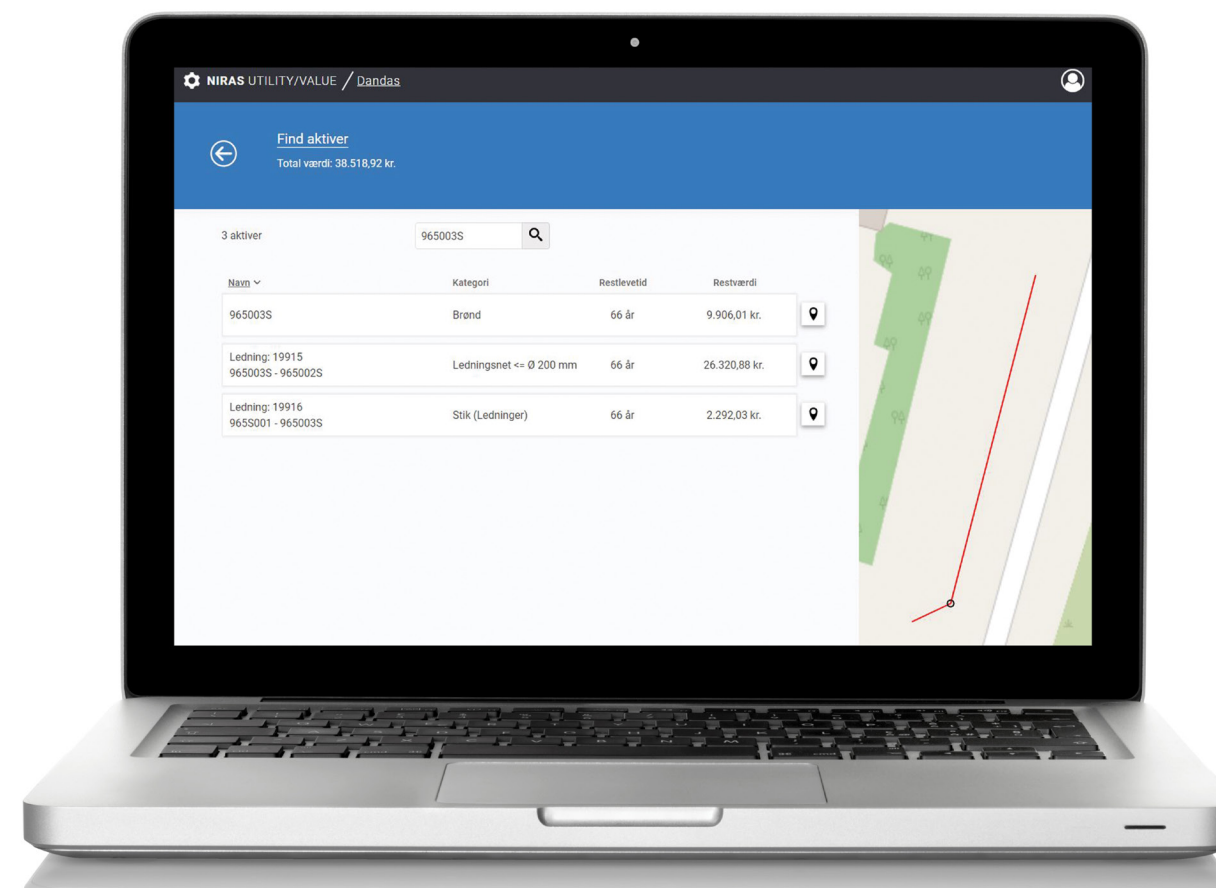 NIRAS UTILITY/VALUE / Dandas
Find aktiver
Total værdi: 38.518,92 kr.
3 aktiver
965003S
Navn Kategori Restlevetid Restværdi
965003S Brønd 66 år 9.906,01 kr.
Ledning: 19915
965003S - 965002S Ledningsnet <= Ø 200 mm 66 år 26.320,88 kr.
Ledning: 19916
965S001 - 965003S Stik (Ledninger) 66 år 2.292,03 kr.